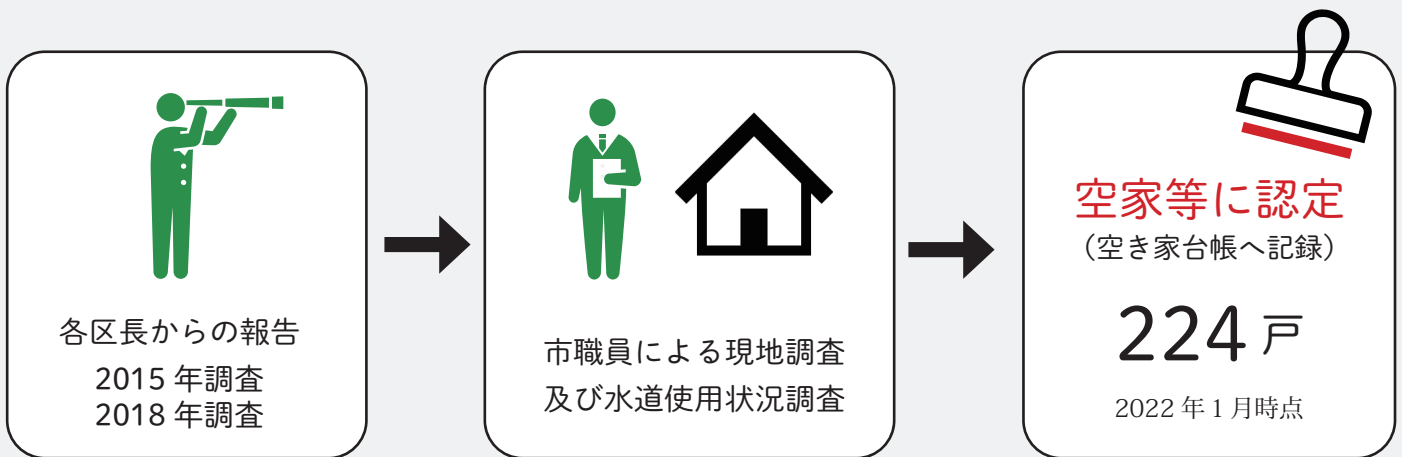 各区長からの報告
2015 年調査
2018 年調査
市職員による現地調査
及び水道使用状況調査
空家等に認定
（空き家台帳へ記録）
224 戸
2022 年 1 月時点